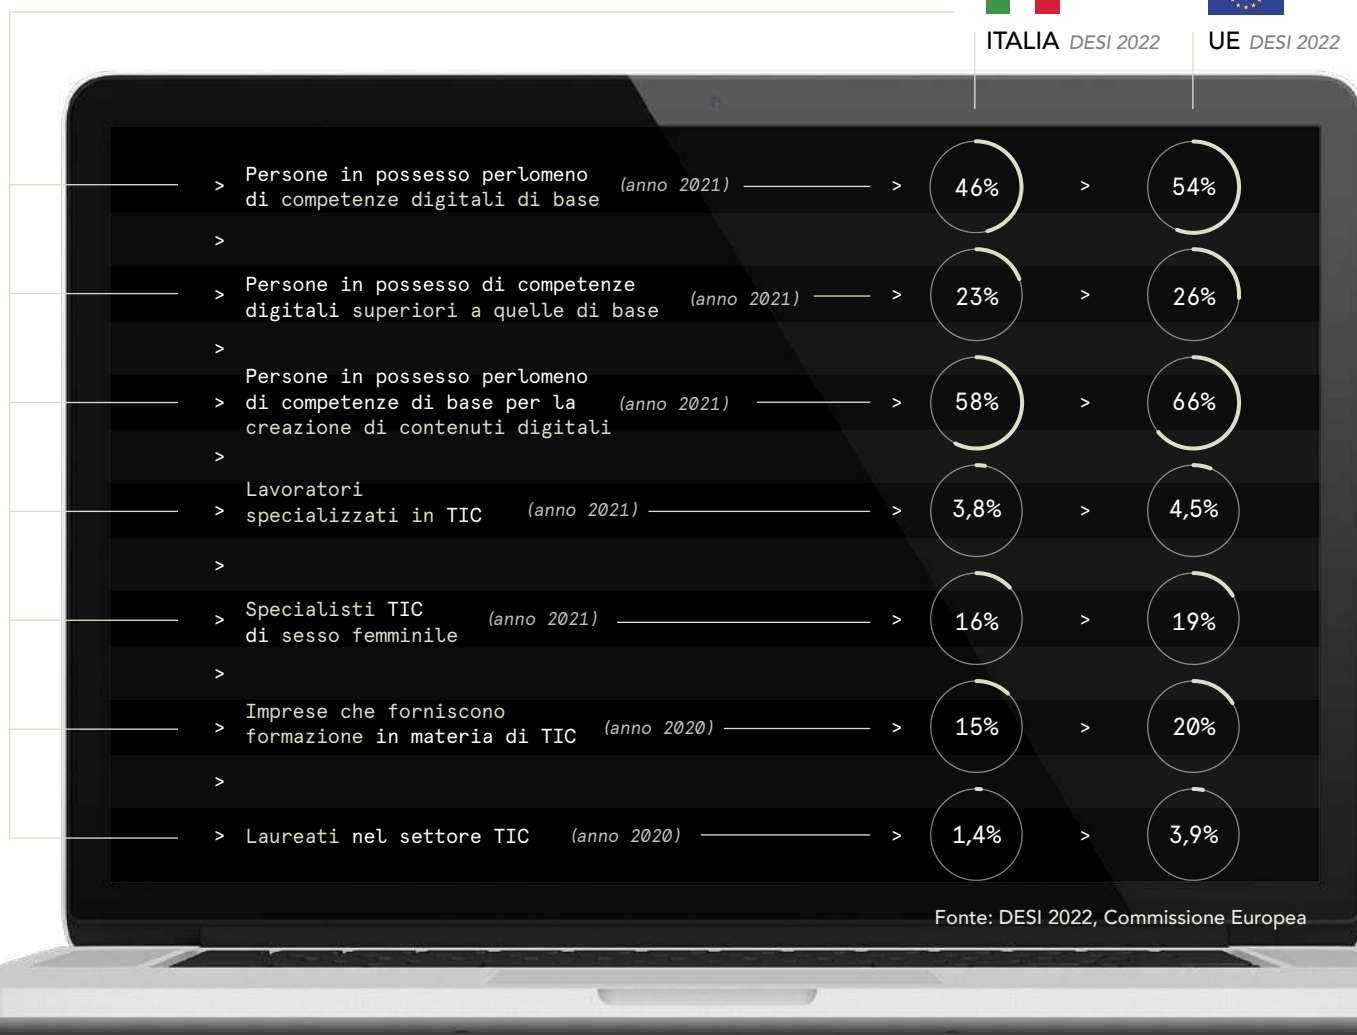 ITALIA DESI 2022
UE DESI 2022
> Persone in possesso perlomeno
di competenze digitali di base (anno 2021) > 46% > 54%
>
> Persone in possesso di competenze
digitali superiori a quelle di base (anno 2021) > 23% > 26%
>
Persone in possesso perlomeno
> di competenze di base per la (anno 2021) > 58% > 66%
creazione di contenuti digitali
>
Lavoratori
> specializzati in TIC (anno 2021) > 3,8% > 4,5%
>
> Specialisti TIC
di sesso femminile (anno 2021) > 16% > 19%
>
> Imprese che forniscono
formazione in materia di TIC (anno 2020) > 15% > 20%
>
> Laureati nel settore TIC (anno 2020) > 1,4% > 3,9%
Fonte: DESI 2022, Commissione Europea